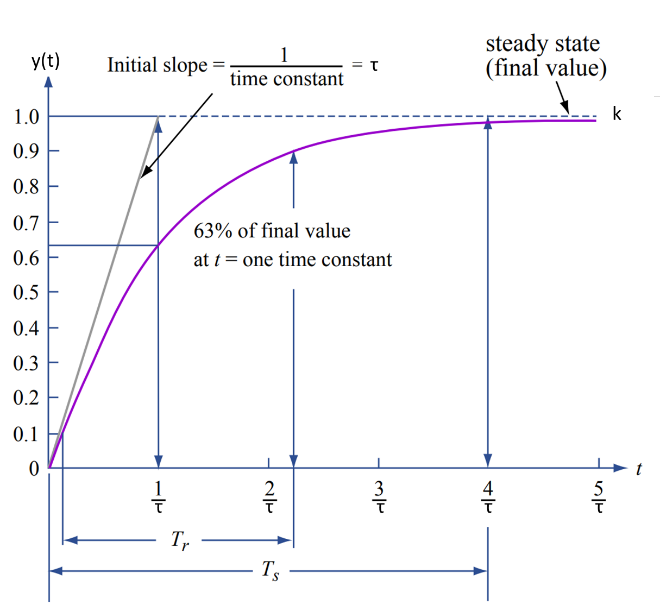 steady state
(final value)
y(t)
Initial slope = 1 / time constant = τ
k
1.0
0.9
0.8
0.7
0.6
0.5
0.4
0.3
0.2
0.1
0
63% of final value
at t = one time constant
t
1/τ 2/τ 3/τ 4/τ 5/τ
Tr
Ts